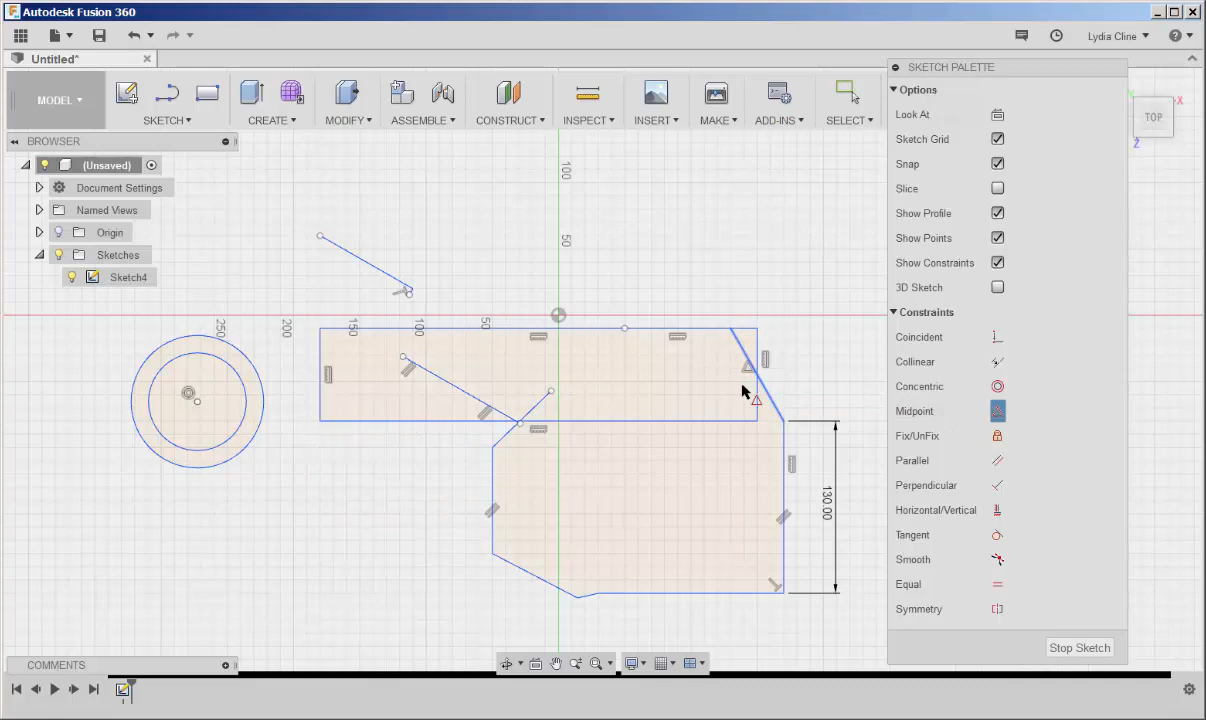 Autodesk Fusion 360
Lydia Cline
Untitled*
MODEL
SKETCH
CREATE
MODIFY
ASSEMBLE
CONSTRUCT
INSPECT
INSERT
MAKE
ADD-INS
SELECT
BROWSER
(Unsaved)
Document Settings
Named Views
Origin
Sketches
Sketch4
100
50
250
200
150
100
50
130.00
SKETCH PALETTE
Options
Look At
Sketch Grid
Snap
Slice
Show Profile
Show Points
Show Constraints
3D Sketch
Constraints
Coincident
Collinear
Concentric
Midpoint
Fix/UnFix
Parallel
Perpendicular
Horizontal/Vertical
Tangent
Smooth
Equal
Symmetry
Stop Sketch
TOP
X
Z
COMMENTS